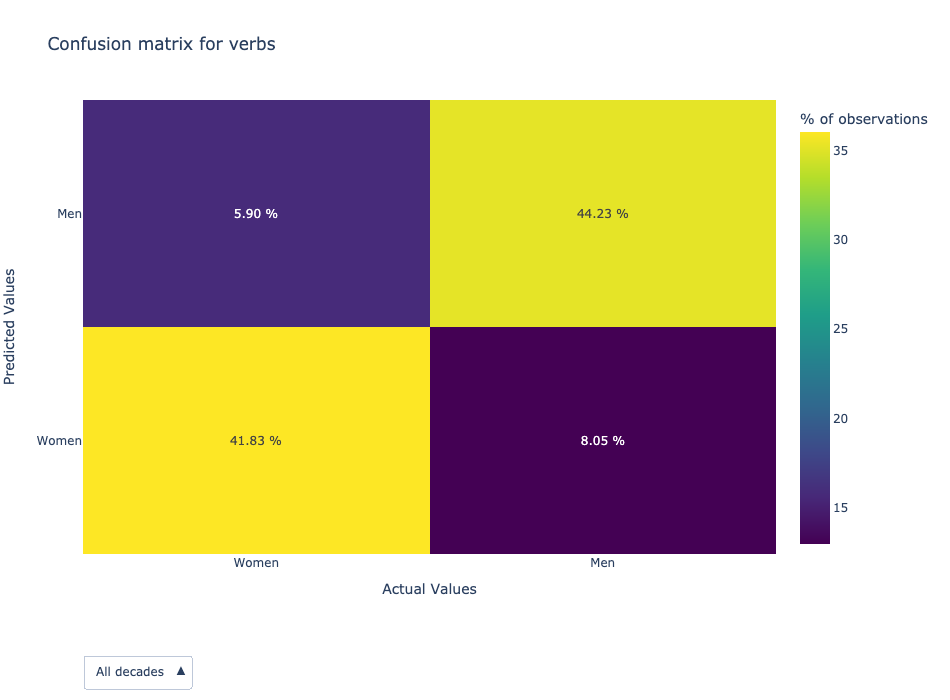 Confusion matrix for verbs
% of observations
35
30
25
20
15
Predicted Values
Men
5.90 %
44.23 %
Women
41.83 %
8.05 %
Women
Men
Actual Values
All decades ▲